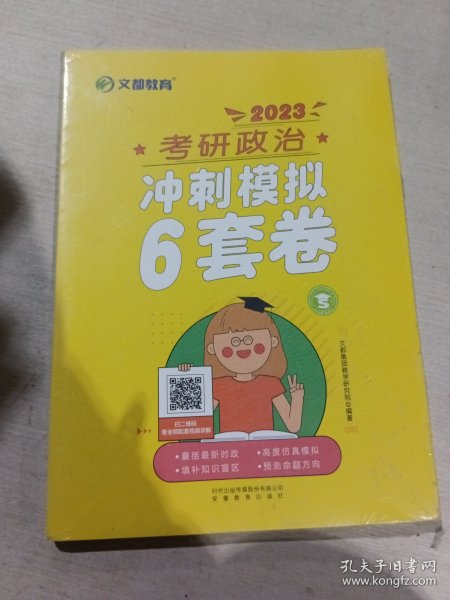 文都教育
2023
考研政治
冲刺模拟
6套卷
S
文都集团教学研究院◎编著
扫二维码
看全部配套视频讲解
•囊括最新时政
•高度仿真模拟
•填补知识盲区
•预测命题方向
时代出版传媒股份有限公司
安徽教育出版社
孔夫子旧书网
www.kongfz.com